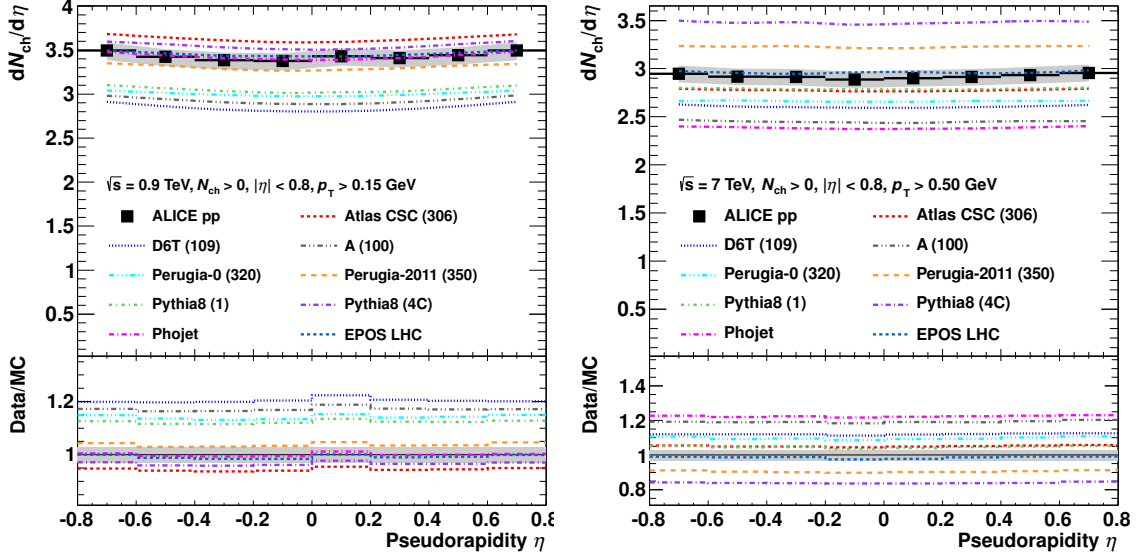 dN_ch/dη
4
3.5
3
2.5
2
1.5
1
0.5
√s = 0.9 TeV, N_ch > 0, |η| < 0.8, p_T > 0.15 GeV
ALICE pp
Atlas CSC (306)
D6T (109)
A (100)
Perugia-0 (320)
Perugia-2011 (350)
Pythia8 (1)
Pythia8 (4C)
Phojet
EPOS LHC
Data/MC
1.2
1
-0.8 -0.6 -0.4 -0.2 0 0.2 0.4 0.6 0.8
Pseudorapidity η
dN_ch/dη
3.5
3
2.5
2
1.5
1
0.5
√s = 7 TeV, N_ch > 0, |η| < 0.8, p_T > 0.50 GeV
ALICE pp
Atlas CSC (306)
D6T (109)
A (100)
Perugia-0 (320)
Perugia-2011 (350)
Pythia8 (1)
Pythia8 (4C)
Phojet
EPOS LHC
Data/MC
1.4
1.2
1
0.8
-0.8 -0.6 -0.4 -0.2 0 0.2 0.4 0.6 0.8
Pseudorapidity η